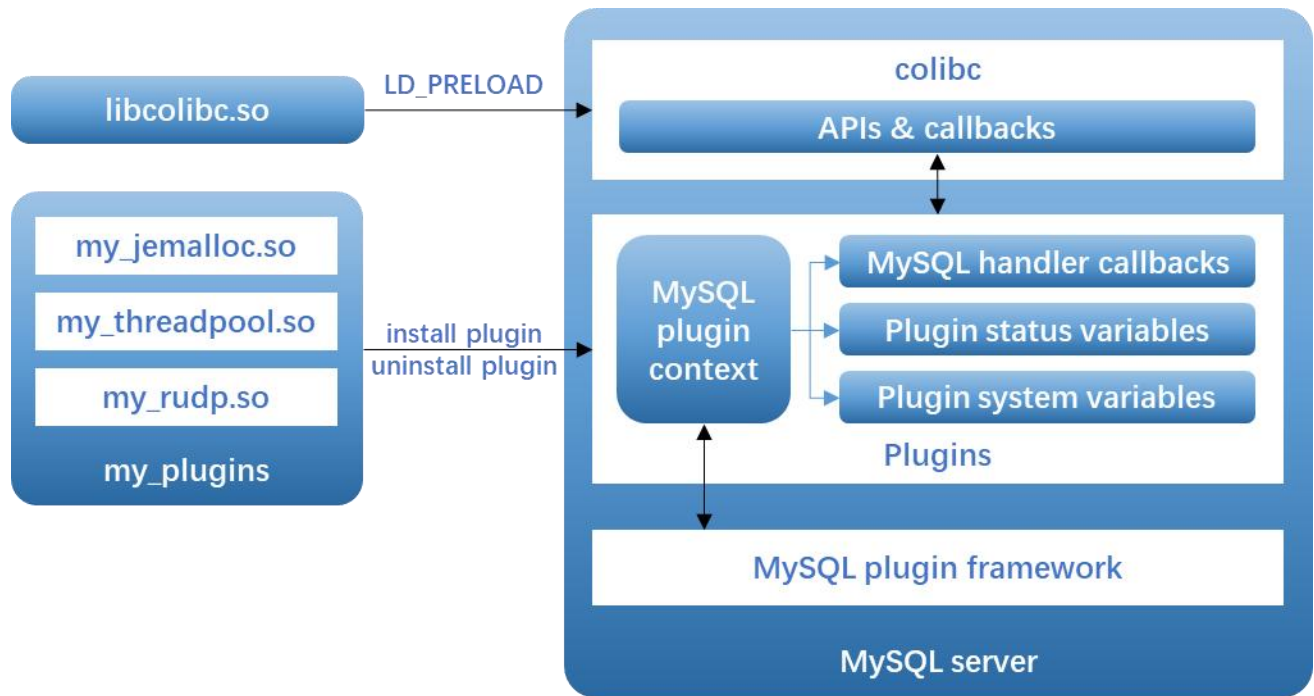 libcolibc.so
LD_PRELOAD
my_jemalloc.so
my_threadpool.so
my_rudp.so
my_plugins
install plugin
uninstall plugin
colibc
APIs & callbacks
MySQL
plugin
context
MySQL handler callbacks
Plugin status variables
Plugin system variables
Plugins
MySQL plugin framework
MySQL server